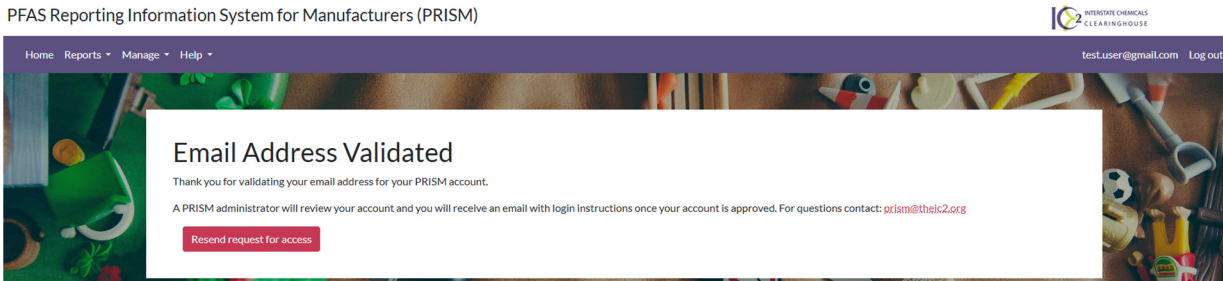 PFAS Reporting Information System for Manufacturers (PRISM)
IC2 INTERSTATE CHEMICALS
CLEARINGHOUSE
Home Reports Manage Help test.user@gmail.com Log out
Email Address Validated
Thank you for validating your email address for your PRISM account.
A PRISM administrator will review your account and you will receive an email with login instructions once your account is approved. For questions contact: prism@theic2.org
Resend request for access